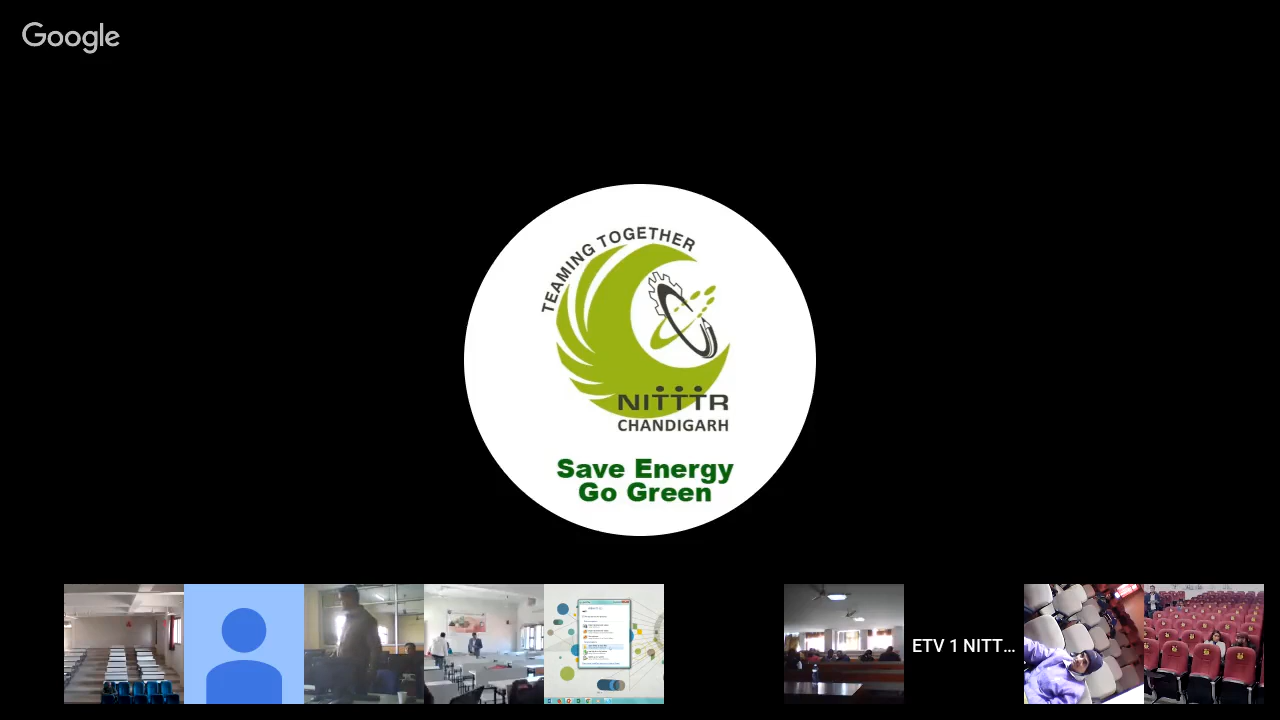 Google
TEAMING TOGETHER
NITTTR
CHANDIGARH
Save Energy
Go Green
ETV 1 NITT...